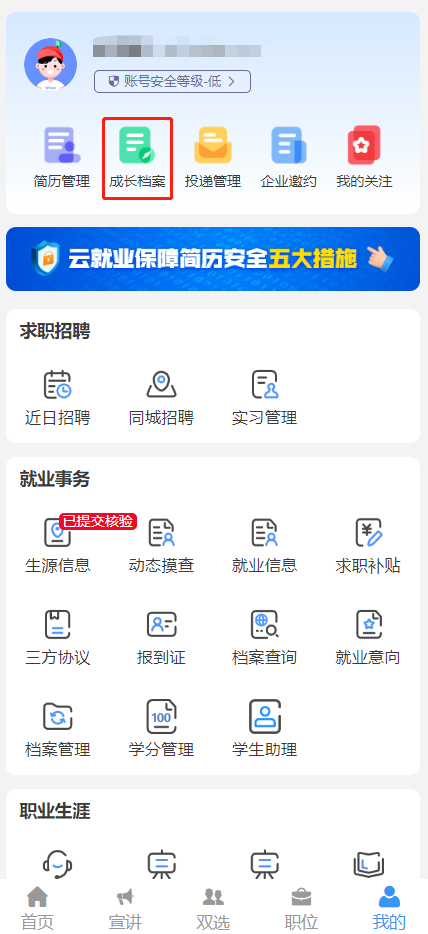 账号安全等级-低
简历管理 成长档案 投递管理 企业邀约 我的关注
云就业保障简历安全五大措施
求职招聘
近日招聘 同城招聘 实习管理
就业事务
已提交核验
生源信息 动态摸查 就业信息 求职补贴
三方协议 报到证 档案查询 就业意向
100
档案管理 学分管理 学生助理
职业生涯
首页 宣讲 双选 职位 我的